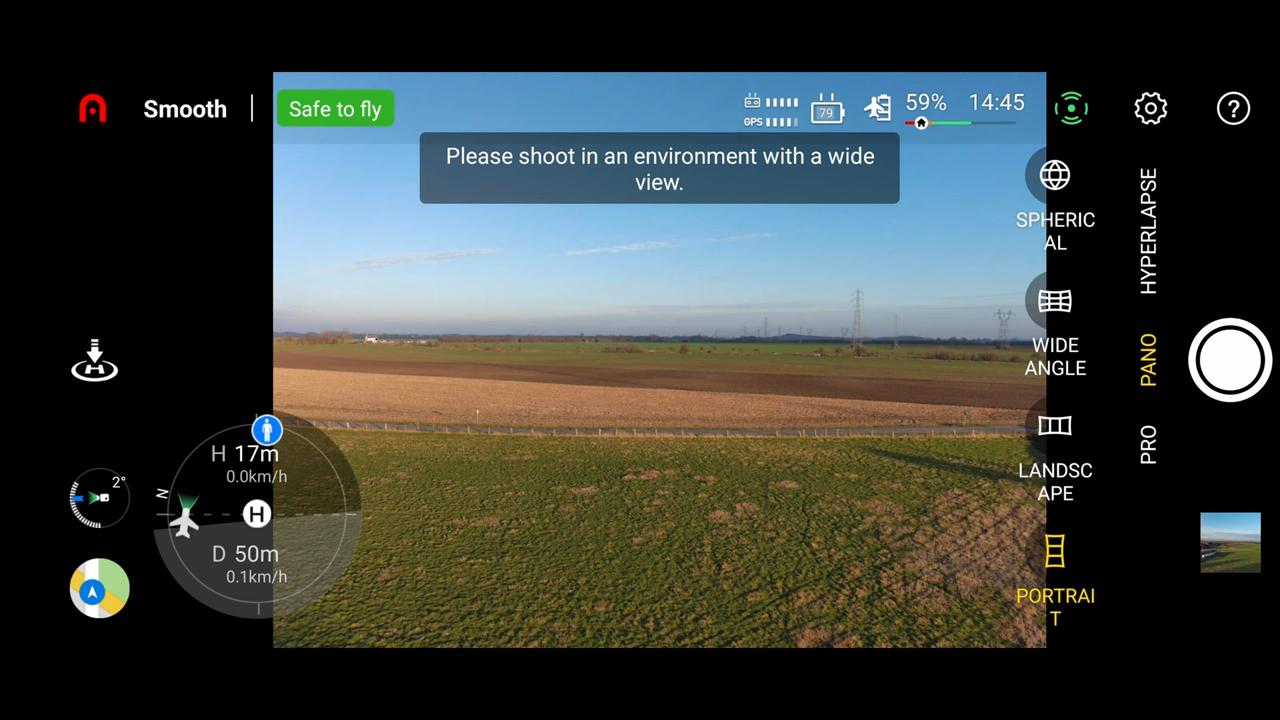 Smooth
Safe to fly
GPS
79
59%
14:45
?
Please shoot in an environment with a wide
view.
SPHERIC
AL
WIDE
ANGLE
LANDSC
APE
PORTRAI
T
HYPERLAPSE
PANO
PRO
H
H 17m
0.0km/h
N
H
D 50m
0.1km/h
2°